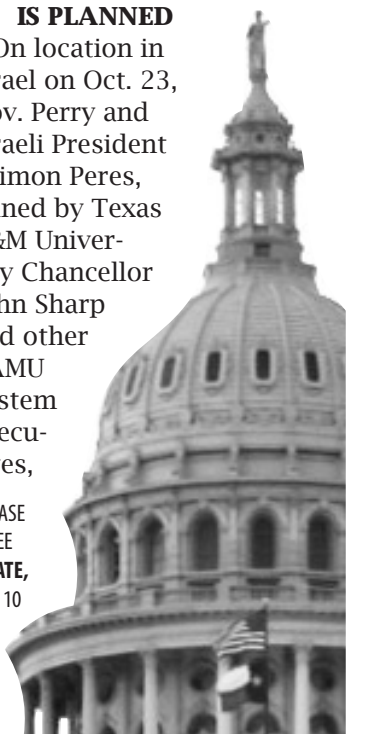 IS PLANNED
On location in
rael on Oct. 23,
ov. Perry and
raeli President
imon Peres,
ined by Texas
&M Univer-
y Chancellor
hn Sharp
d other
AMU
stem
ecu-
es,
ASE
EE
ATE,
10